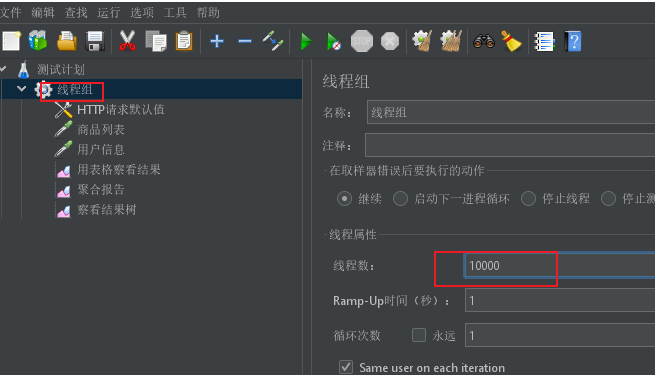 文件 编辑 查找 运行 选项 工具 帮助
STOP
测试计划
线程组
HTTP请求默认值
商品列表
用户信息
用表格察看结果
聚合报告
察看结果树
线程组
名称： 线程组
注释：
在取样器错误后要执行的动作
继续 启动下一进程循环 停止线程 停止测
线程属性
线程数： 10000
Ramp-Up时间（秒）： 1
循环次数 永远 1
Same user on each iteration